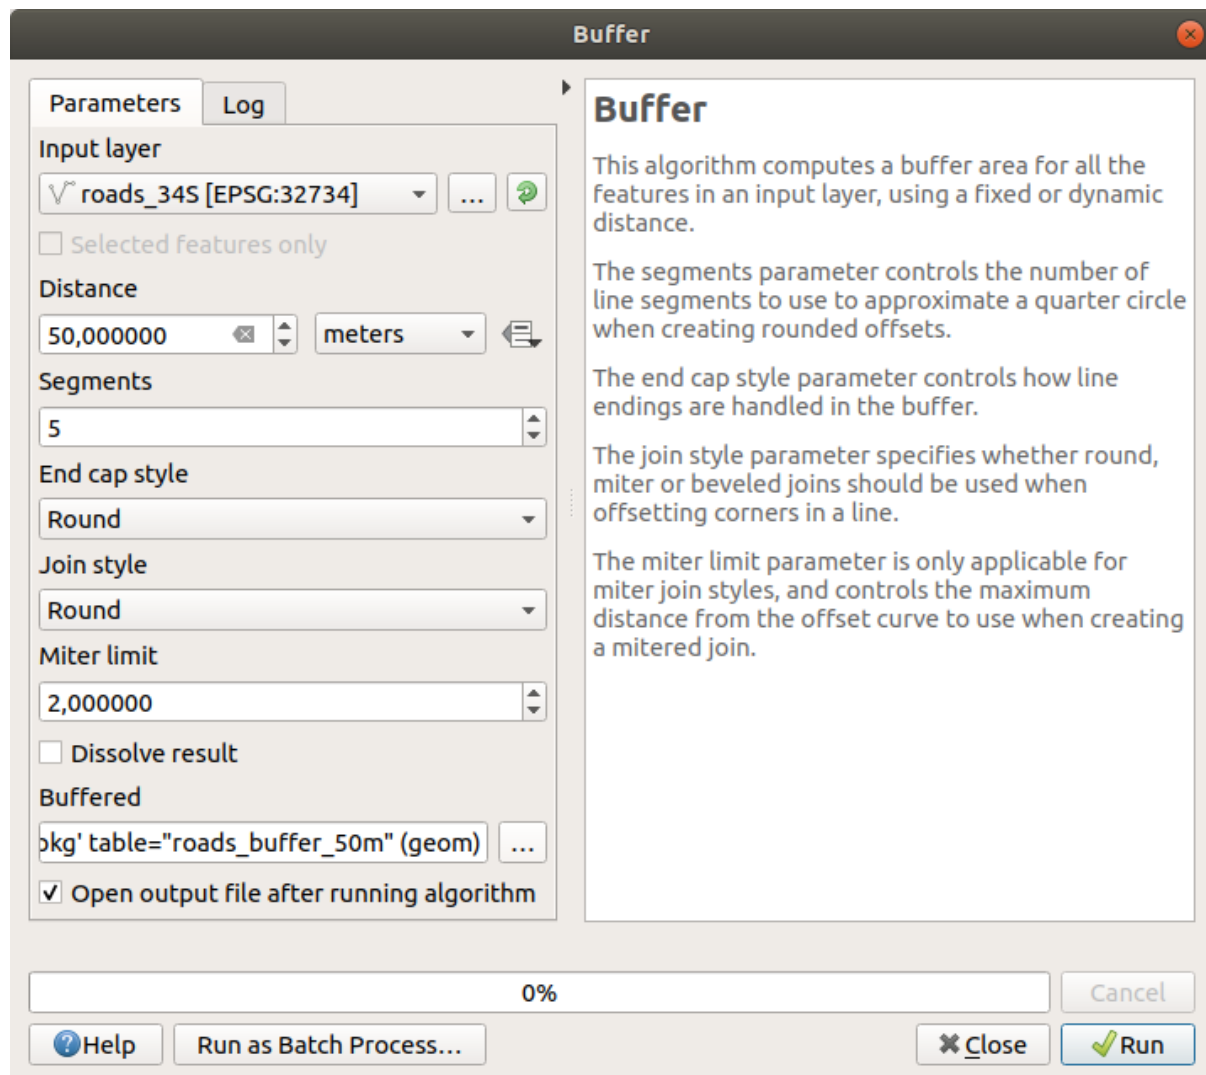 Buffer
Parameters
Log
Input layer
roads_34S [EPSG:32734]
...
Selected features only
Distance
50,000000
meters
Segments
5
End cap style
Round
Join style
Round
Miter limit
2,000000
Dissolve result
Buffered
table="roads_buffer_50m" (geom)
...
Open output file after running algorithm
Buffer
This algorithm computes a buffer area for all the
features in an input layer, using a fixed or dynamic
distance.
The segments parameter controls the number of
line segments to use to approximate a quarter circle
when creating rounded offsets.
The end cap style parameter controls how line
endings are handled in the buffer.
The join style parameter specifies whether round,
miter or beveled joins should be used when
offsetting corners in a line.
The miter limit parameter is only applicable for
miter join styles, and controls the maximum
distance from the offset curve to use when creating
a mitered join.
0%
Cancel
Help
Run as Batch Process...
Close
Run